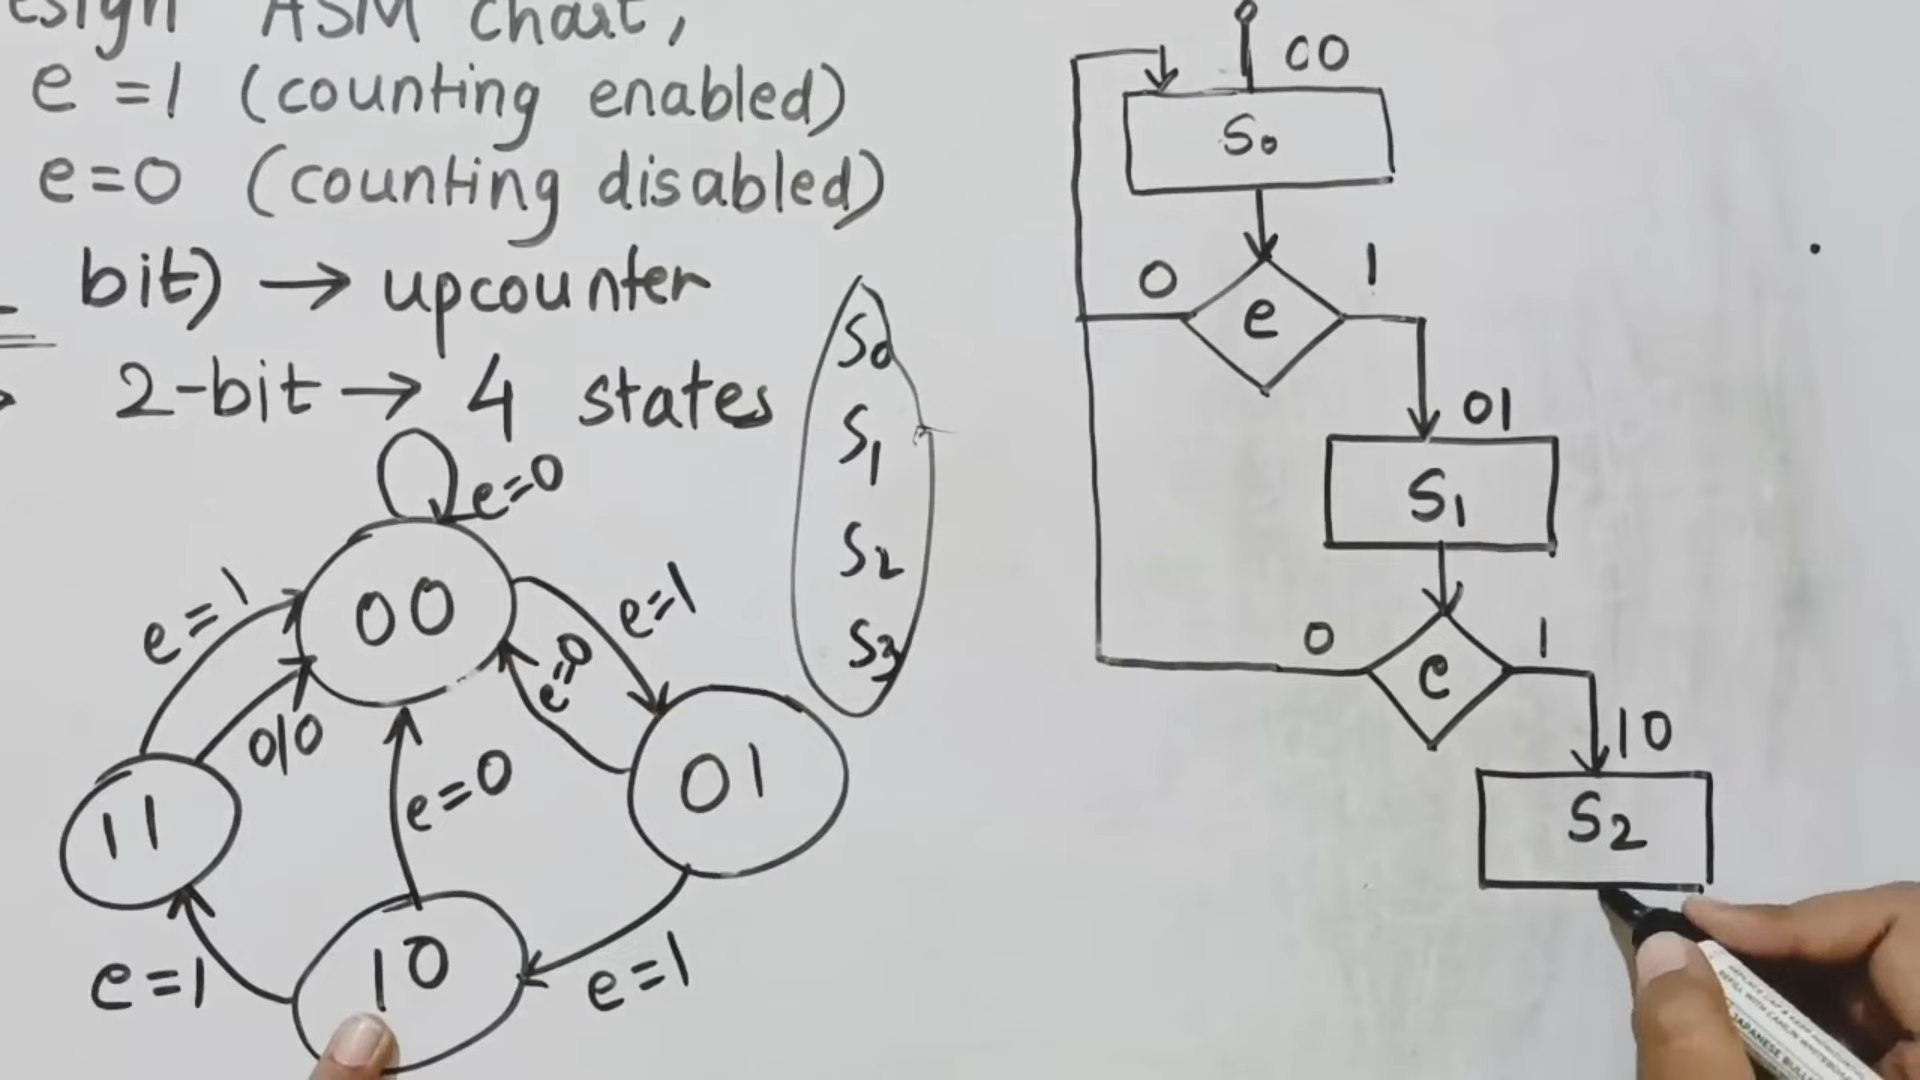 esign ASM chart,
e = 1 (counting enabled)
e=0 (counting disabled)
bit) → upcounter
2-bit → 4 states
S0
S1
S2
S3
e=0
00
e=1
e=1
e=0
0/0
e=0
01
11
10
e=1
e=1
00
S0
0
1
e
01
S1
0
1
e
10
S2